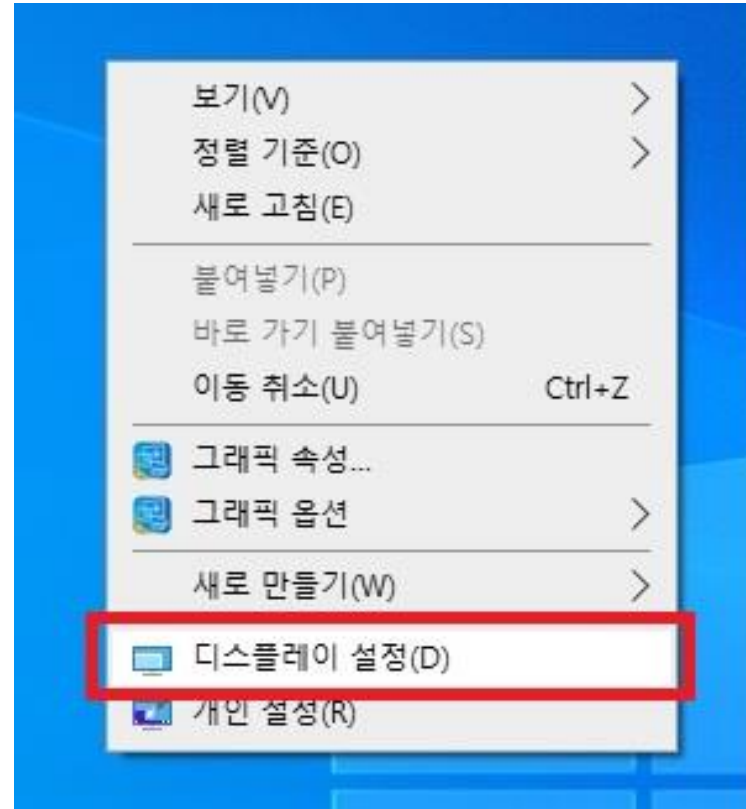 보기(V)
정렬 기준(O)
새로 고침(E)
붙여넣기(P)
바로 가기 붙여넣기(S)
이동 취소(U) Ctrl+Z
그래픽 속성...
그래픽 옵션
새로 만들기(W)
디스플레이 설정(D)
개인 설정(R)